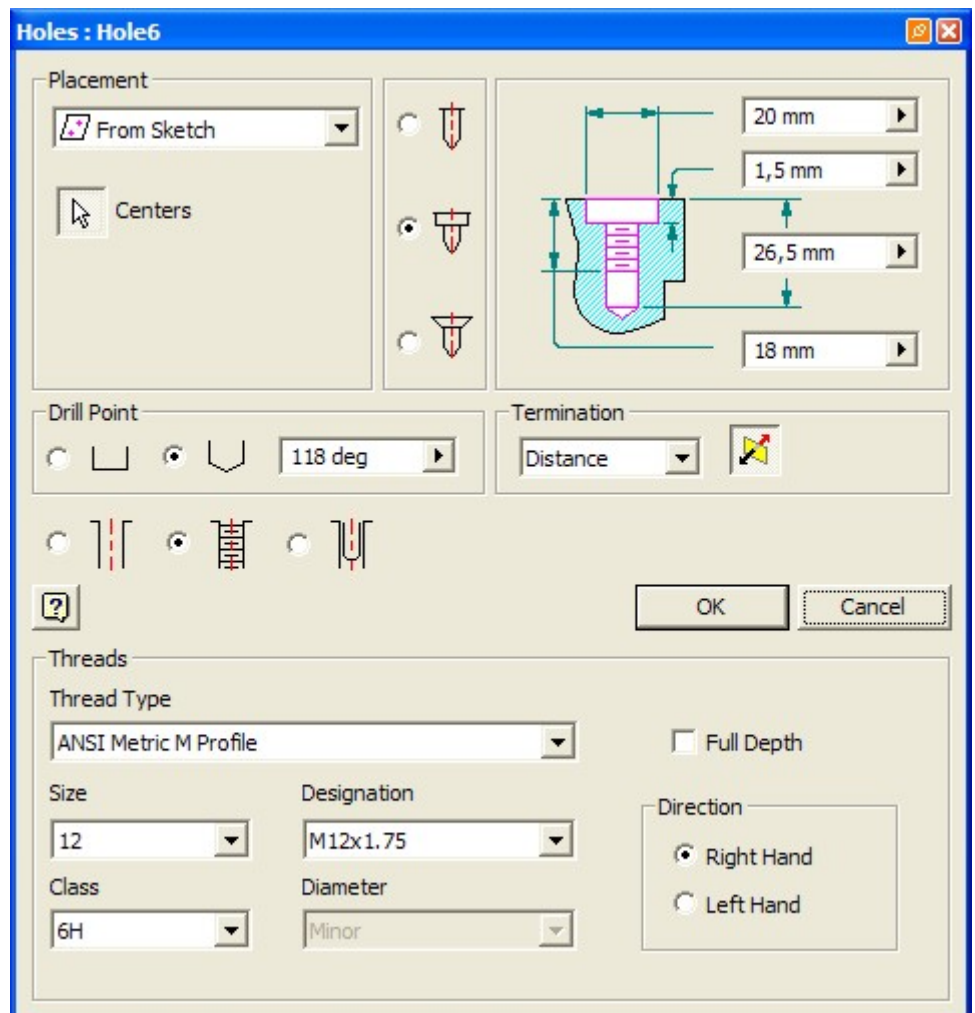 Holes : Hole6
Placement
From Sketch
Centers
20 mm
1,5 mm
26,5 mm
18 mm
Drill Point
118 deg
Termination
Distance
OK
Cancel
Threads
Thread Type
ANSI Metric M Profile
Full Depth
Size
Designation
12
M12x1.75
Class
Diameter
6H
Minor
Direction
Right Hand
Left Hand